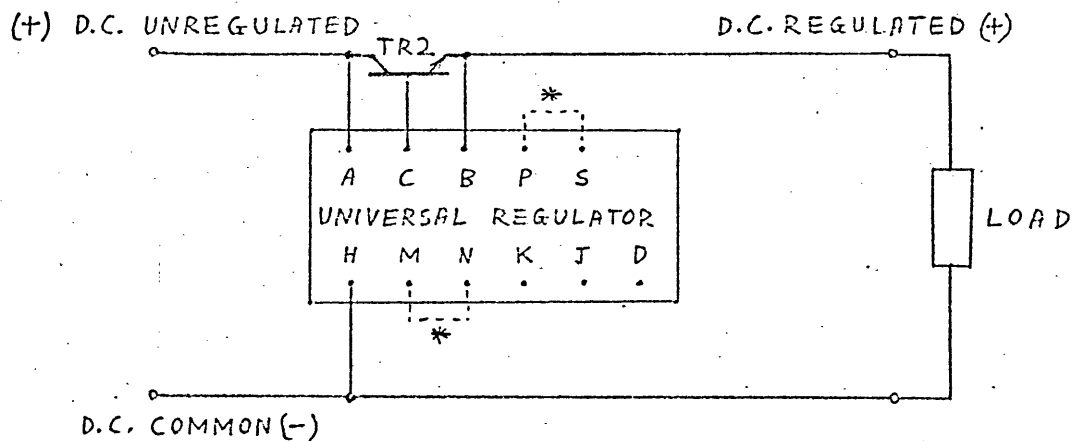 (+) D.C. UNREGULATED
D.C. REGULATED (+)
TR2
*
A C B P S
UNIVERSAL REGULATOR
H M N K J D
*
LOAD
D.C. COMMON (-)